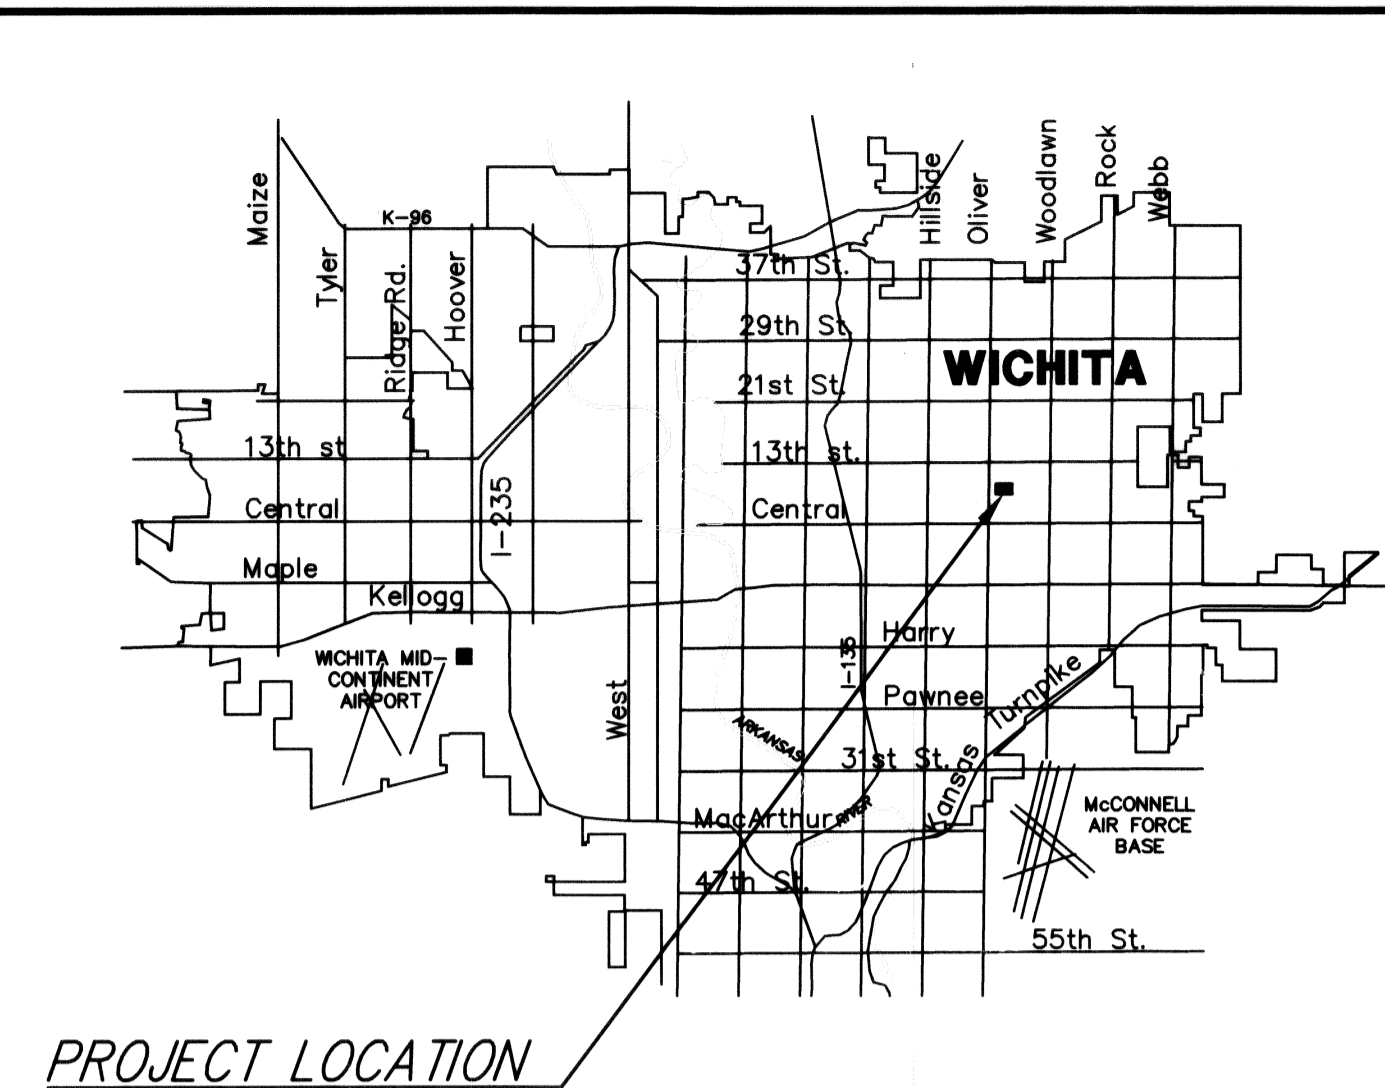 Maize
Tyler
K-96
Ridge Rd.
Hoover
Hillside
Oliver
Woodlawn
Rock
Webb
37th St.
29th St.
WICHITA
21st St.
13th st
13th st.
I-235
Central
Central
Maple
Kellogg
Harry
I-135
WICHITA MID-
CONTINENT
AIRPORT
West
Pawnee
Kansas Turnpike
ARKANSAS
RIVER
31st St.
MacArthur
McCONNELL
AIR FORCE
BASE
47th St.
55th St.
PROJECT LOCATION